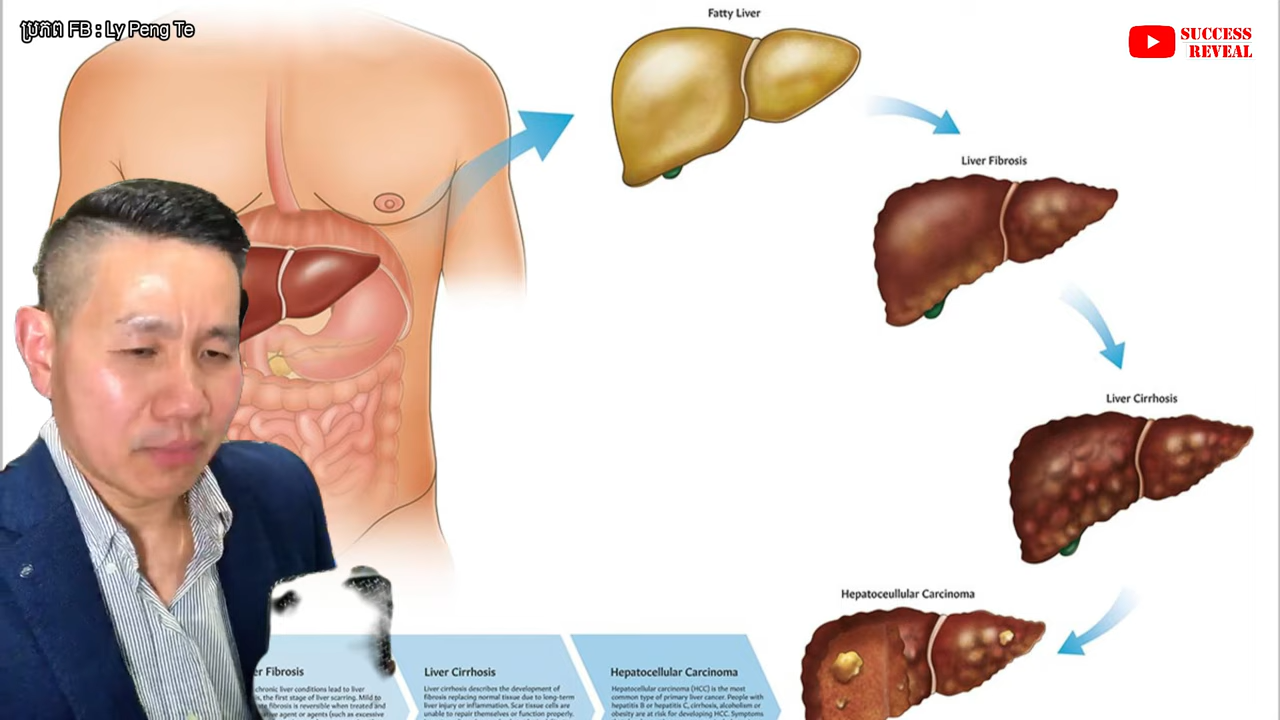 ប្រភព FB : Ly Peng Te
SUCCESS
REVEAL
Fatty Liver
Liver Fibrosis
Liver Cirrhosis
Hepatoceullular Carcinoma
er Fibrosis
chronic liver conditions lead to liver
is, the first stage of liver scarring. Mild to
te fibrosis is reversible when treated and
ative agent or agents (such as excessive
Liver Cirrhosis
Liver cirrhosis describes the development of
fibrosis replacing normal tissue due to long-term
liver injury or inflammation. Scar tissue cells are
unable to repair themselves or function properly.
Hepatocellular Carcinoma
Hepatocellular carcinoma (HCC) is the most
common type of primary liver cancer. People with
hepatitis B or hepatitis C, cirrhosis, alcoholism or
obesity are at risk for developing HCC. Symptoms